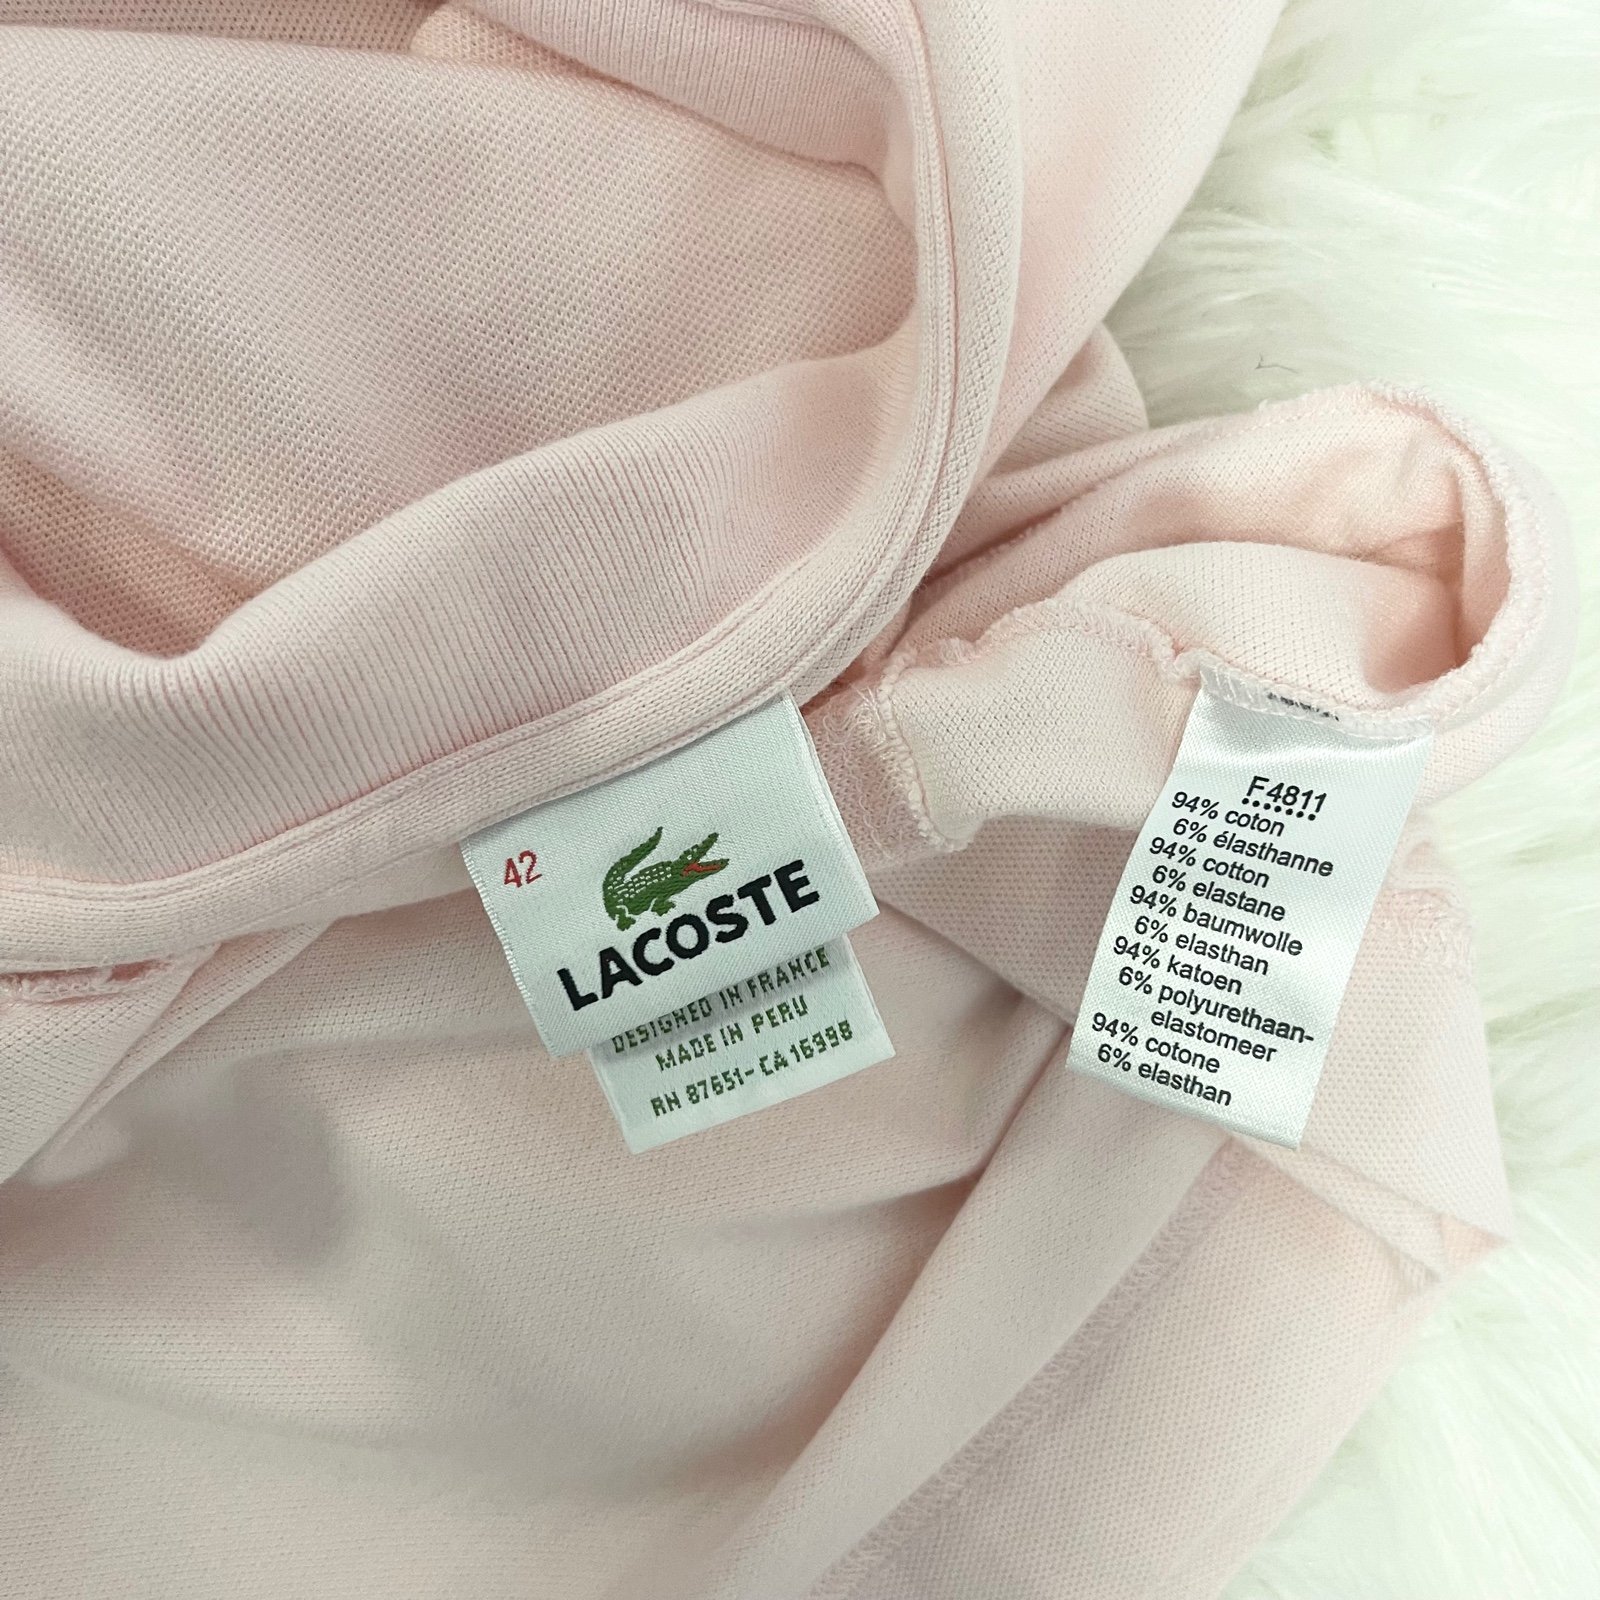 42
LACOSTE
DESIGNED IN FRANCE
MADE IN PERU
RN 87651-CA 16998
F4811
94% coton
6% élasthanne
94% cotton
6% elastane
94% baumwolle
6% elasthan
94% katoen
6% polyurethaan-
elastomeer
94% cotone
6% elasthan